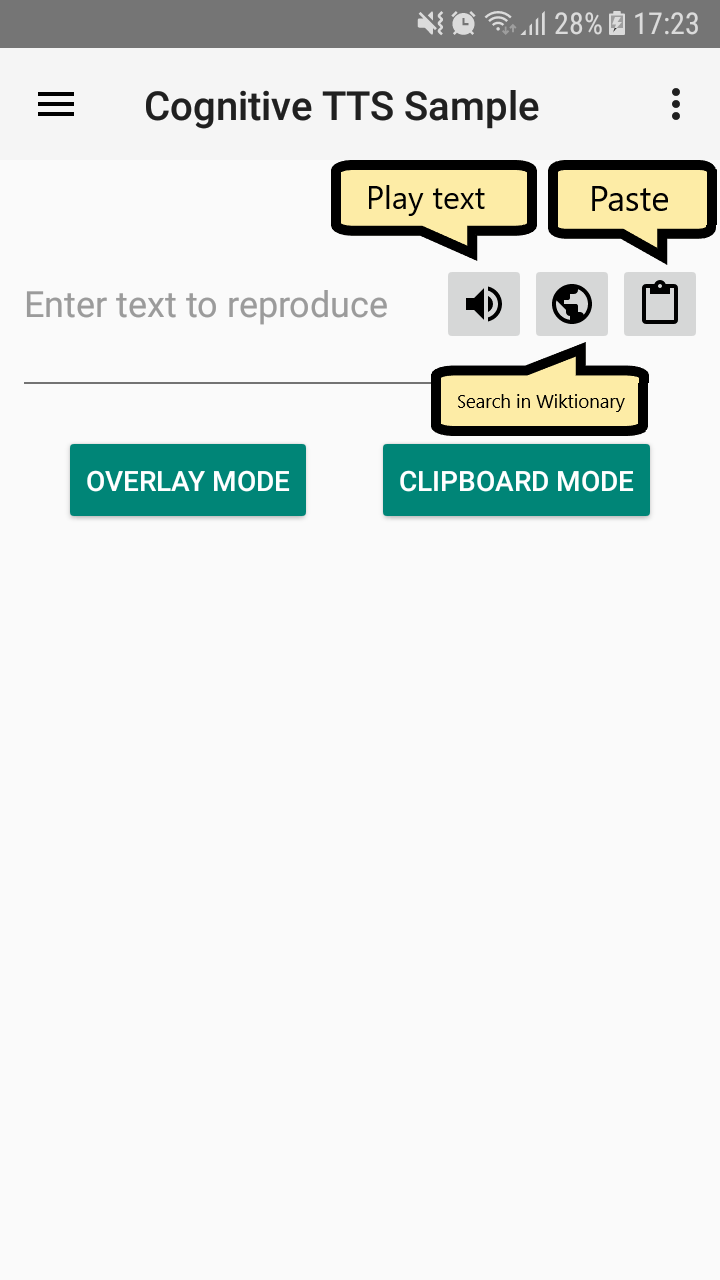 28% 17:23
Cognitive TTS Sample
Play text
Paste
Enter text to reproduce
Search in Wiktionary
OVERLAY MODE
CLIPBOARD MODE